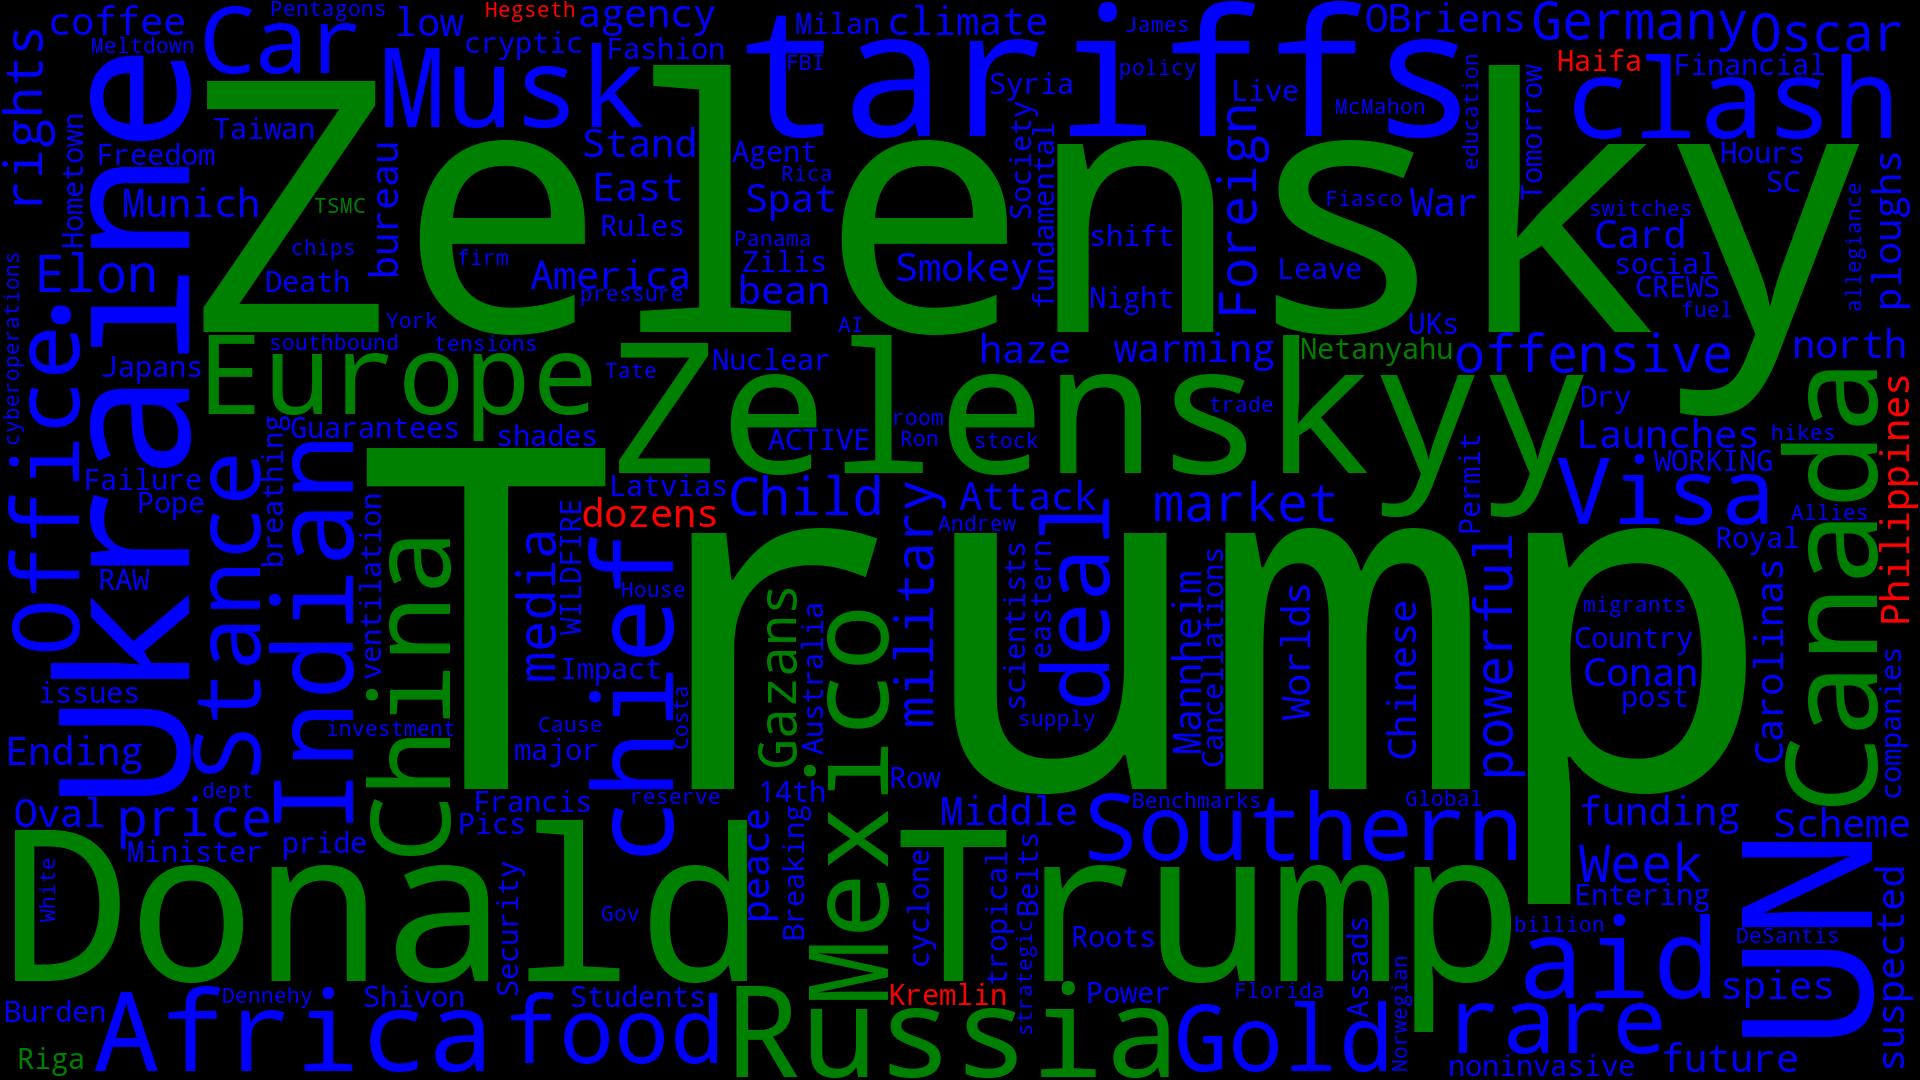 coffee
Pentagons
low
Hegseth
agency
Milan
climate
James
OBriens
Germany
Oscar
Meltdown
Car
cryptic
Fashion
tariffs
FBI
policy
Haifa
Financial
rights
Musk
Syria
Live
McMahon
education
Tomorrow
clash
Ukraine
Taiwan
Zelensky
Stand
Agent
Society
fundamental
Foreign
Hours
Hometown
Freedom
bureau
East
Rica
Spat
Fiasco
War
SC
ploughs
Munich
TSMC
Rules
Panama
shift
switches
allegiance
cyberoperations
Elon
chips
firm
America
Zilis
Smokey
Leave
Card
social
Death
pressure
bean
Night
CREWS
fuel
Office
York
AI
UKs
southbound
tensions
Europe
Zelenskyy
Nuclear
haze
warming
Netanyahu
offensive
north
Japans
Tate
trade
Dry
Canada
Philippines
Guarantees
shades
ACTIVE
room
Ron
stock
Launches
hikes
breathing
Permit
WORKING
Failure
Stance
Indian
Trump
Latvias
Child
military
Attack
market
Visa
Pope
ventilation
China
dozens
Andrew
deal
Allies
Royal
RAW
media
WILDFIRE
chief
House
Gazans
Australia
Mexico
scientists
eastern
Mannheim
Cancellations
Worlds
Chinese
powerful
migrants
Country
Carolinas
companies
issues
Impact
Conan
post
investment
Cause
Costa
supply
Ending
major
dept
Francis
reserve
14th
Row
Oval
price
Pics
peace
Breaking
Middle
Benchmarks
Global
funding
Scheme
Minister
pride
Southern
Week
UN
suspected
Donald
White
Security
Gov
Trump
cyclone
tropical
Belts
strategic
Roots
Assads
Norwegian
Entering
billion
aid
DeSantis
spies
Burden
Africa
Dennehy
Shivon
food
Students
Russia
Kremlin
Power
Florida
Gold
rare
Riga
noninvasive
future